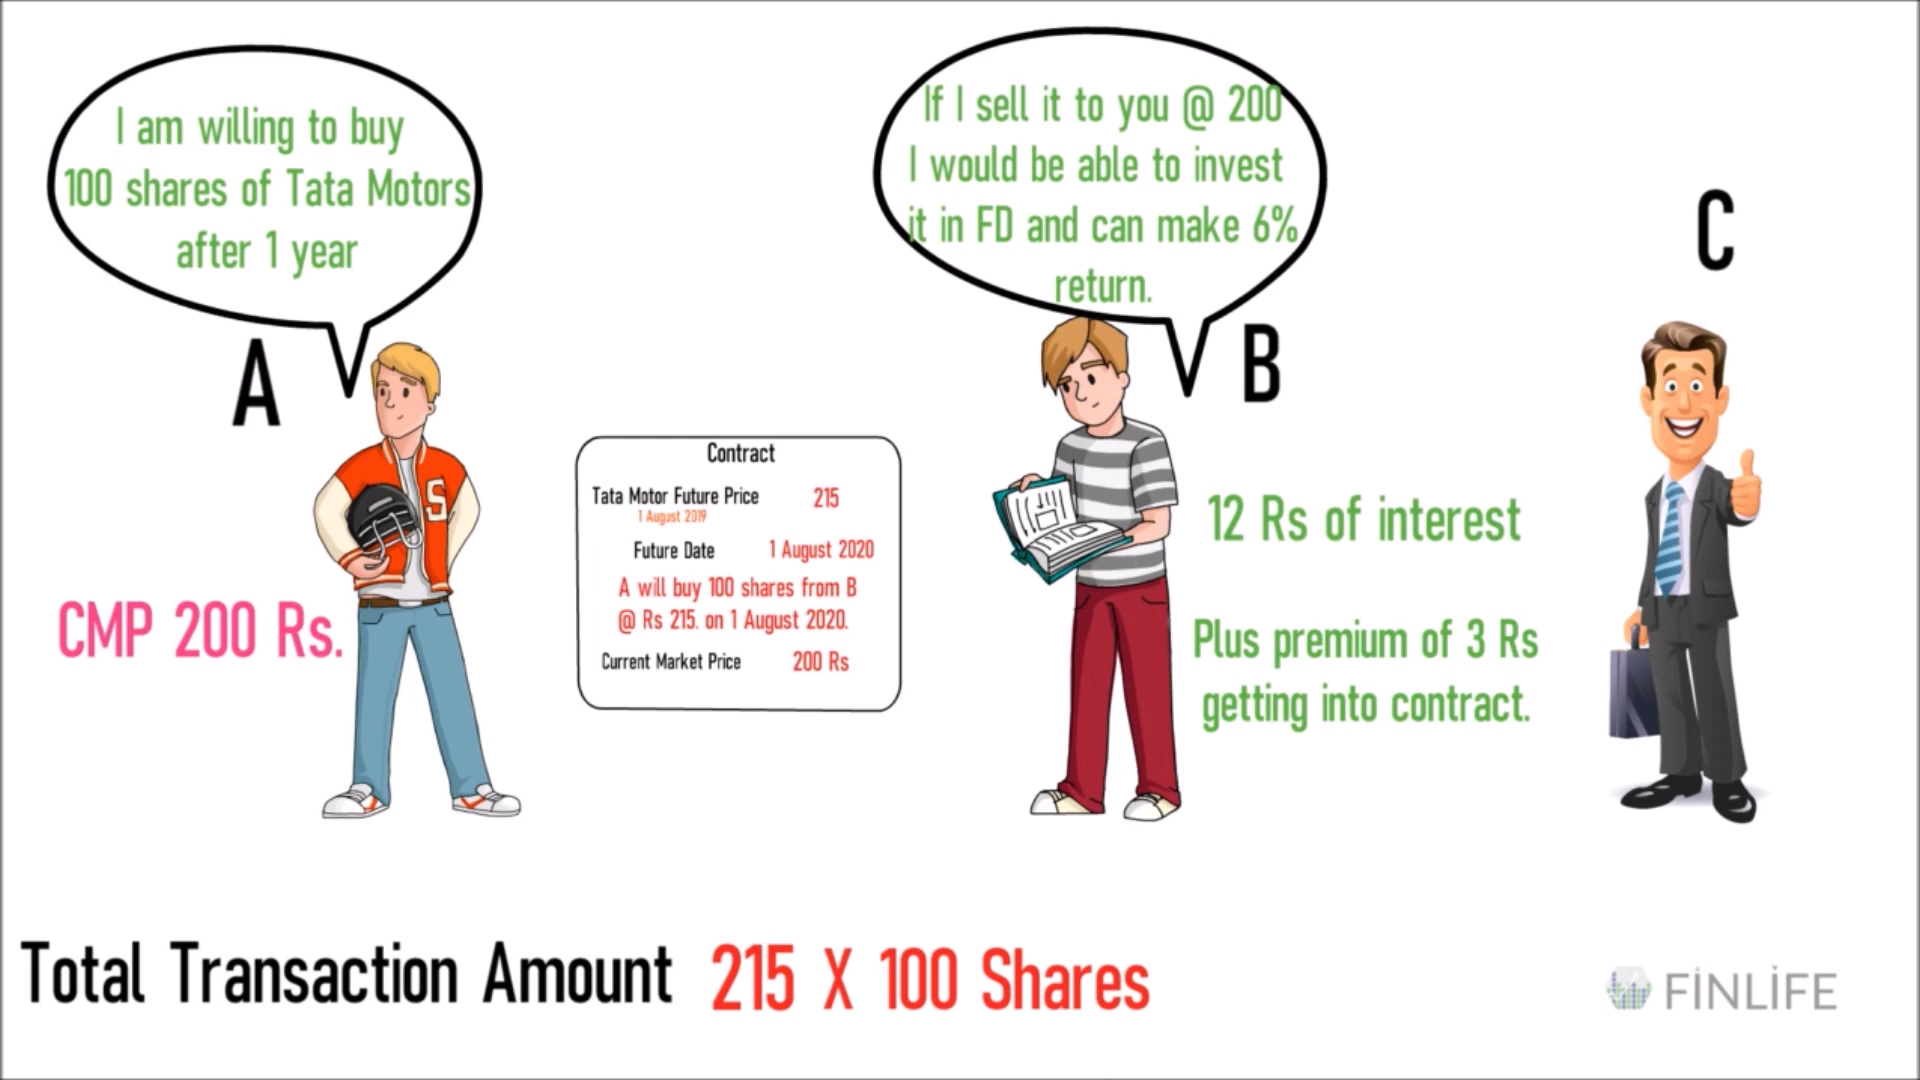 I am willing to buy
100 shares of Tata Motors
after 1 year
A
CMP 200 Rs.
Contract
Tata Motor Future Price 215
1 August 2019
Future Date 1 August 2020
A will buy 100 shares from B
@ Rs 215. on 1 August 2020.
Current Market Price 200 Rs
If I sell it to you @ 200
I would be able to invest
it in FD and can make 6%
return.
B
12 Rs of interest
Plus premium of 3 Rs
getting into contract.
C
S
Total Transaction Amount 215 X 100 Shares
FINLIFE